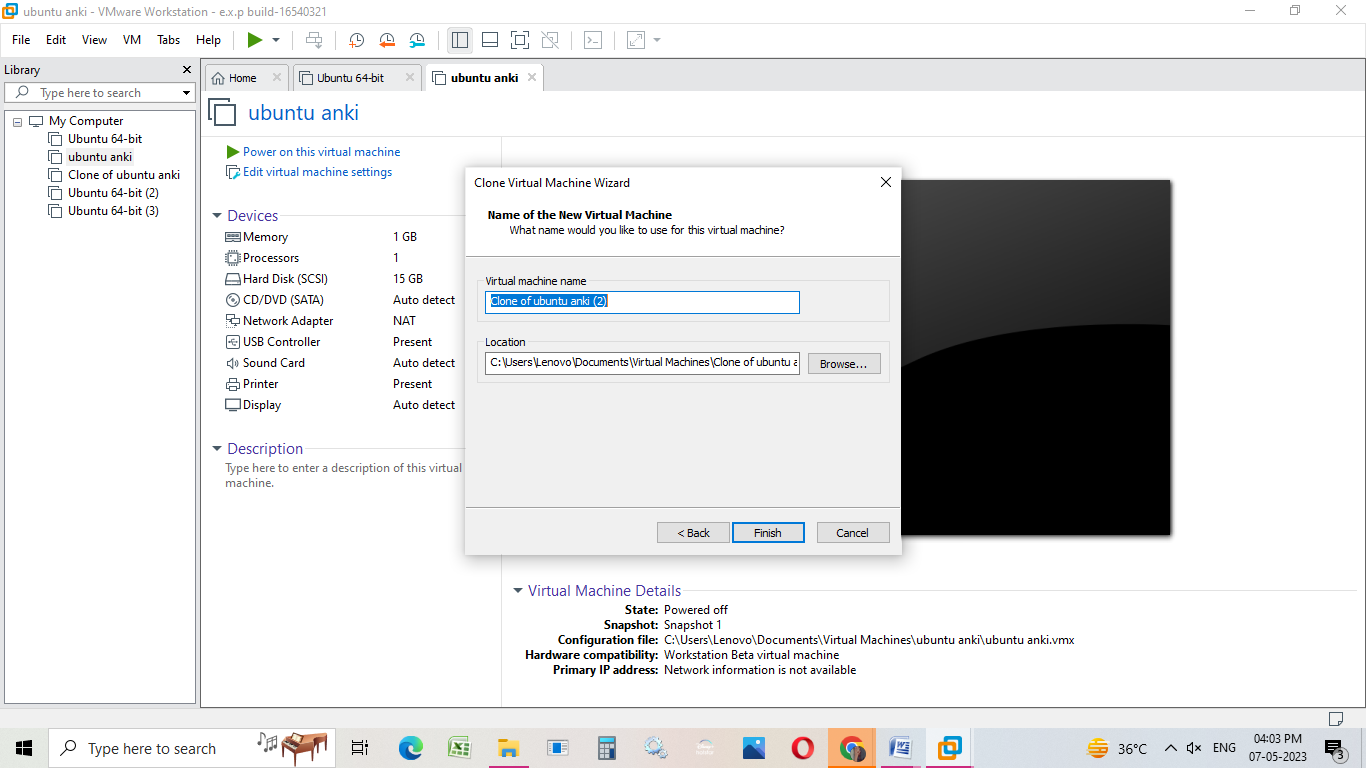 ubuntu anki - VMware Workstation - e.x.p build-16540321
File Edit View VM Tabs Help
Library
Type here to search
My Computer
Ubuntu 64-bit
ubuntu anki
Clone of ubuntu anki
Ubuntu 64-bit (2)
Ubuntu 64-bit (3)
Home Ubuntu 64-bit ubuntu anki
ubuntu anki
Power on this virtual machine
Edit virtual machine settings
Devices
Memory 1 GB
Processors 1
Hard Disk (SCSI) 15 GB
CD/DVD (SATA) Auto detect
Network Adapter NAT
USB Controller Present
Sound Card Auto detect
Printer Present
Display Auto detect
Description
Type here to enter a description of this virtual
machine.
Clone Virtual Machine Wizard
Name of the New Virtual Machine
What name would you like to use for this virtual machine?
Virtual machine name
Clone of ubuntu anki (2)
Location
C:\Users\Lenovo\Documents\Virtual Machines\Clone of ubuntu a
Browse...
< Back Finish Cancel
Virtual Machine Details
State: Powered off
Snapshot: Snapshot 1
Configuration file: C:\Users\Lenovo\Documents\Virtual Machines\ubuntu anki\ubuntu anki.vmx
Hardware compatibility: Workstation Beta virtual machine
Primary IP address: Network information is not available
Type here to search
36°C
ENG
04:03 PM
07-05-2023
3